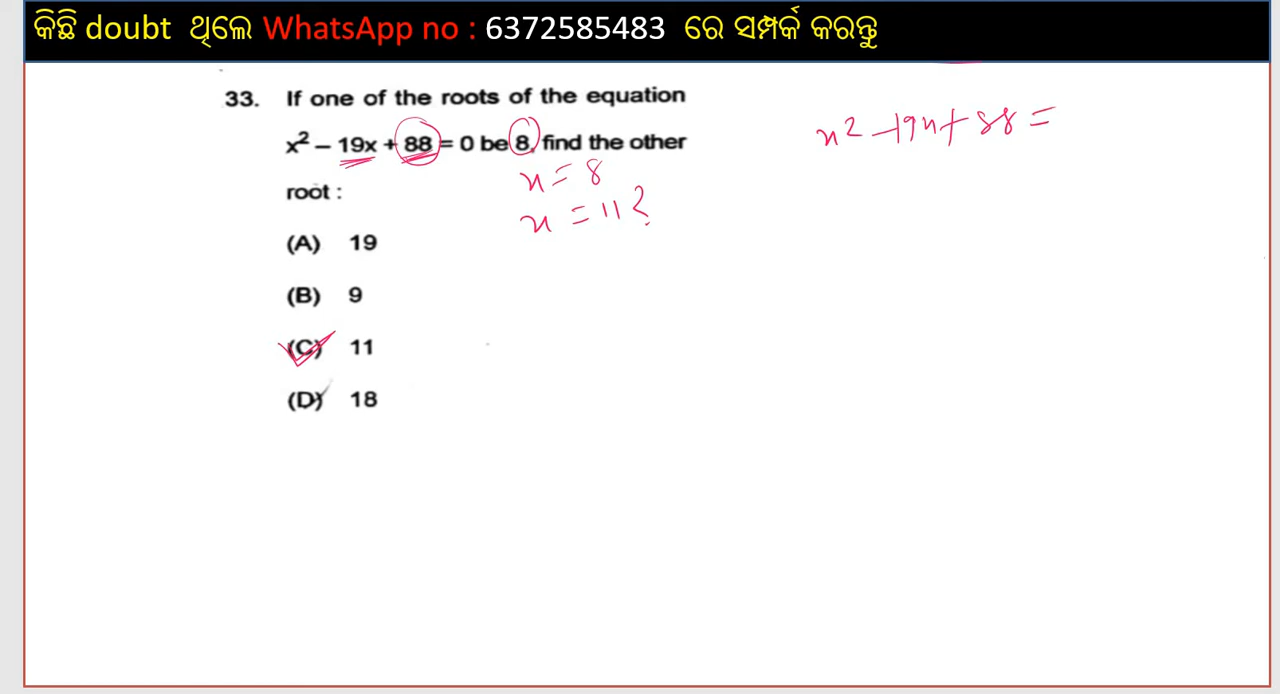 କିଛି doubt ଥିଲେ WhatsApp no : 6372585483 ରେ ସମ୍ପର୍କ କରନ୍ତୁ
33. If one of the roots of the equation
x² – 19x + 88 = 0 be 8, find the other
root :
x² – 19x + 88 =
x = 8
x = 11 ?
(A) 19
(B) 9
(C) 11
(D) 18